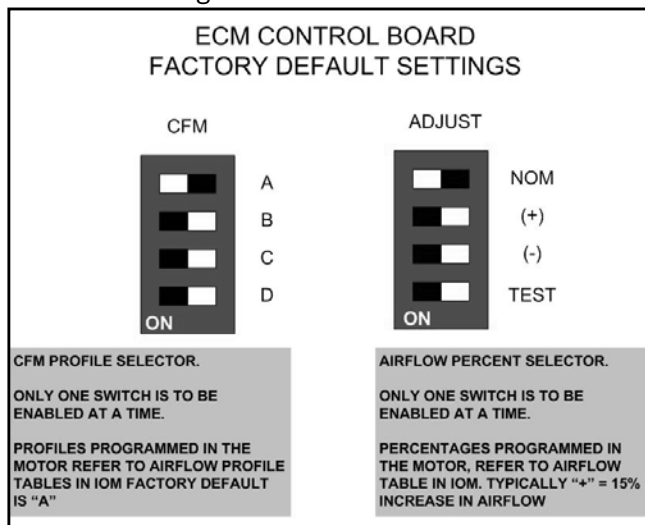 ECM CONTROL BOARD
FACTORY DEFAULT SETTINGS
CFM
A
B
C
D
ON
ADJUST
NOM
(+)
(-)
TEST
ON
CFM PROFILE SELECTOR.
ONLY ONE SWITCH IS TO BE
ENABLED AT A TIME.
PROFILES PROGRAMMED IN THE
MOTOR REFER TO AIRFLOW PROFILE
TABLES IN IOM FACTORY DEFAULT
IS “A”
AIRFLOW PERCENT SELECTOR.
ONLY ONE SWITCH IS TO BE
ENABLED AT A TIME.
PERCENTAGES PROGRAMMED IN
THE MOTOR, REFER TO AIRFLOW
TABLE IN IOM. TYPICALLY “+” = 15%
INCREASE IN AIRFLOW